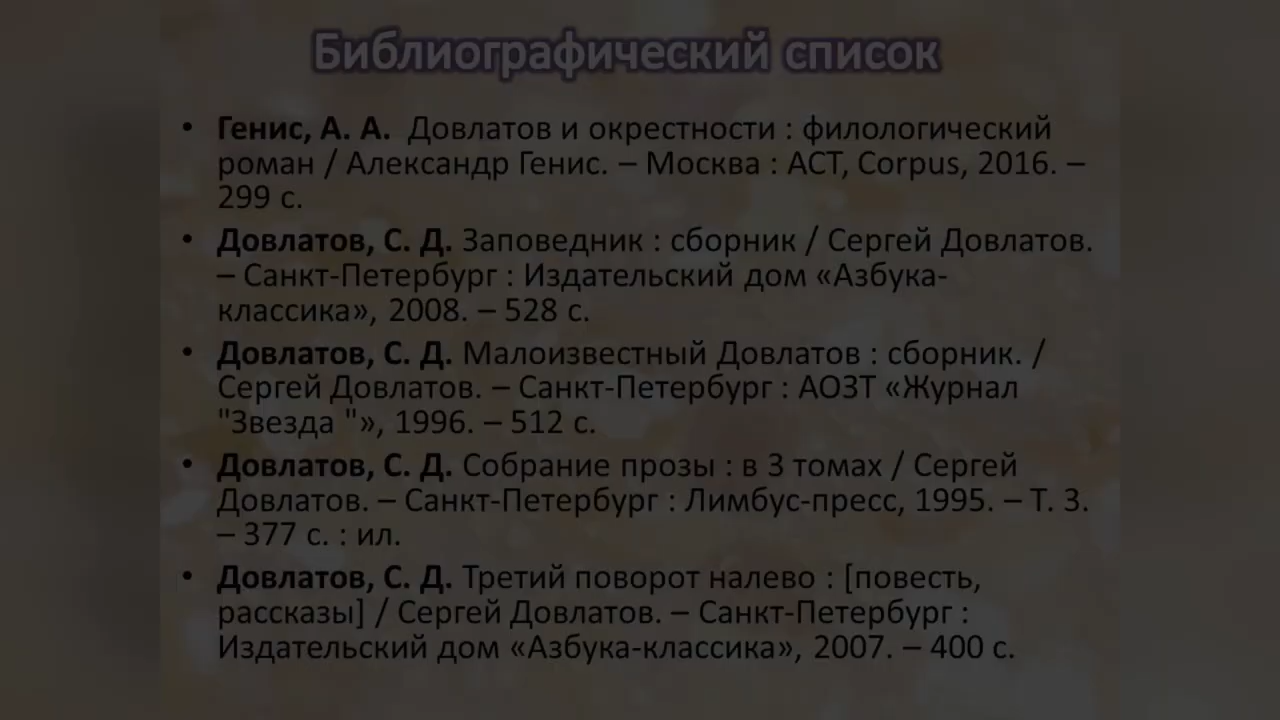 Библиографический список
• Генис, А. А. Довлатов и окрестности : филологический
роман / Александр Генис. – Москва : АСТ, Corpus, 2016. –
299 с.
• Довлатов, С. Д. Заповедник : сборник / Сергей Довлатов.
– Санкт-Петербург : Издательский дом «Азбука-
классика», 2008. – 528 с.
• Довлатов, С. Д. Малоизвестный Довлатов : сборник. /
Сергей Довлатов. – Санкт-Петербург : АОЗТ «Журнал
"Звезда "», 1996. – 512 с.
• Довлатов, С. Д. Собрание прозы : в 3 томах / Сергей
Довлатов. – Санкт-Петербург : Лимбус-пресс, 1995. – Т. 3.
– 377 с. : ил.
• Довлатов, С. Д. Третий поворот налево : [повесть,
рассказы] / Сергей Довлатов. – Санкт-Петербург :
Издательский дом «Азбука-классика», 2007. – 400 с.